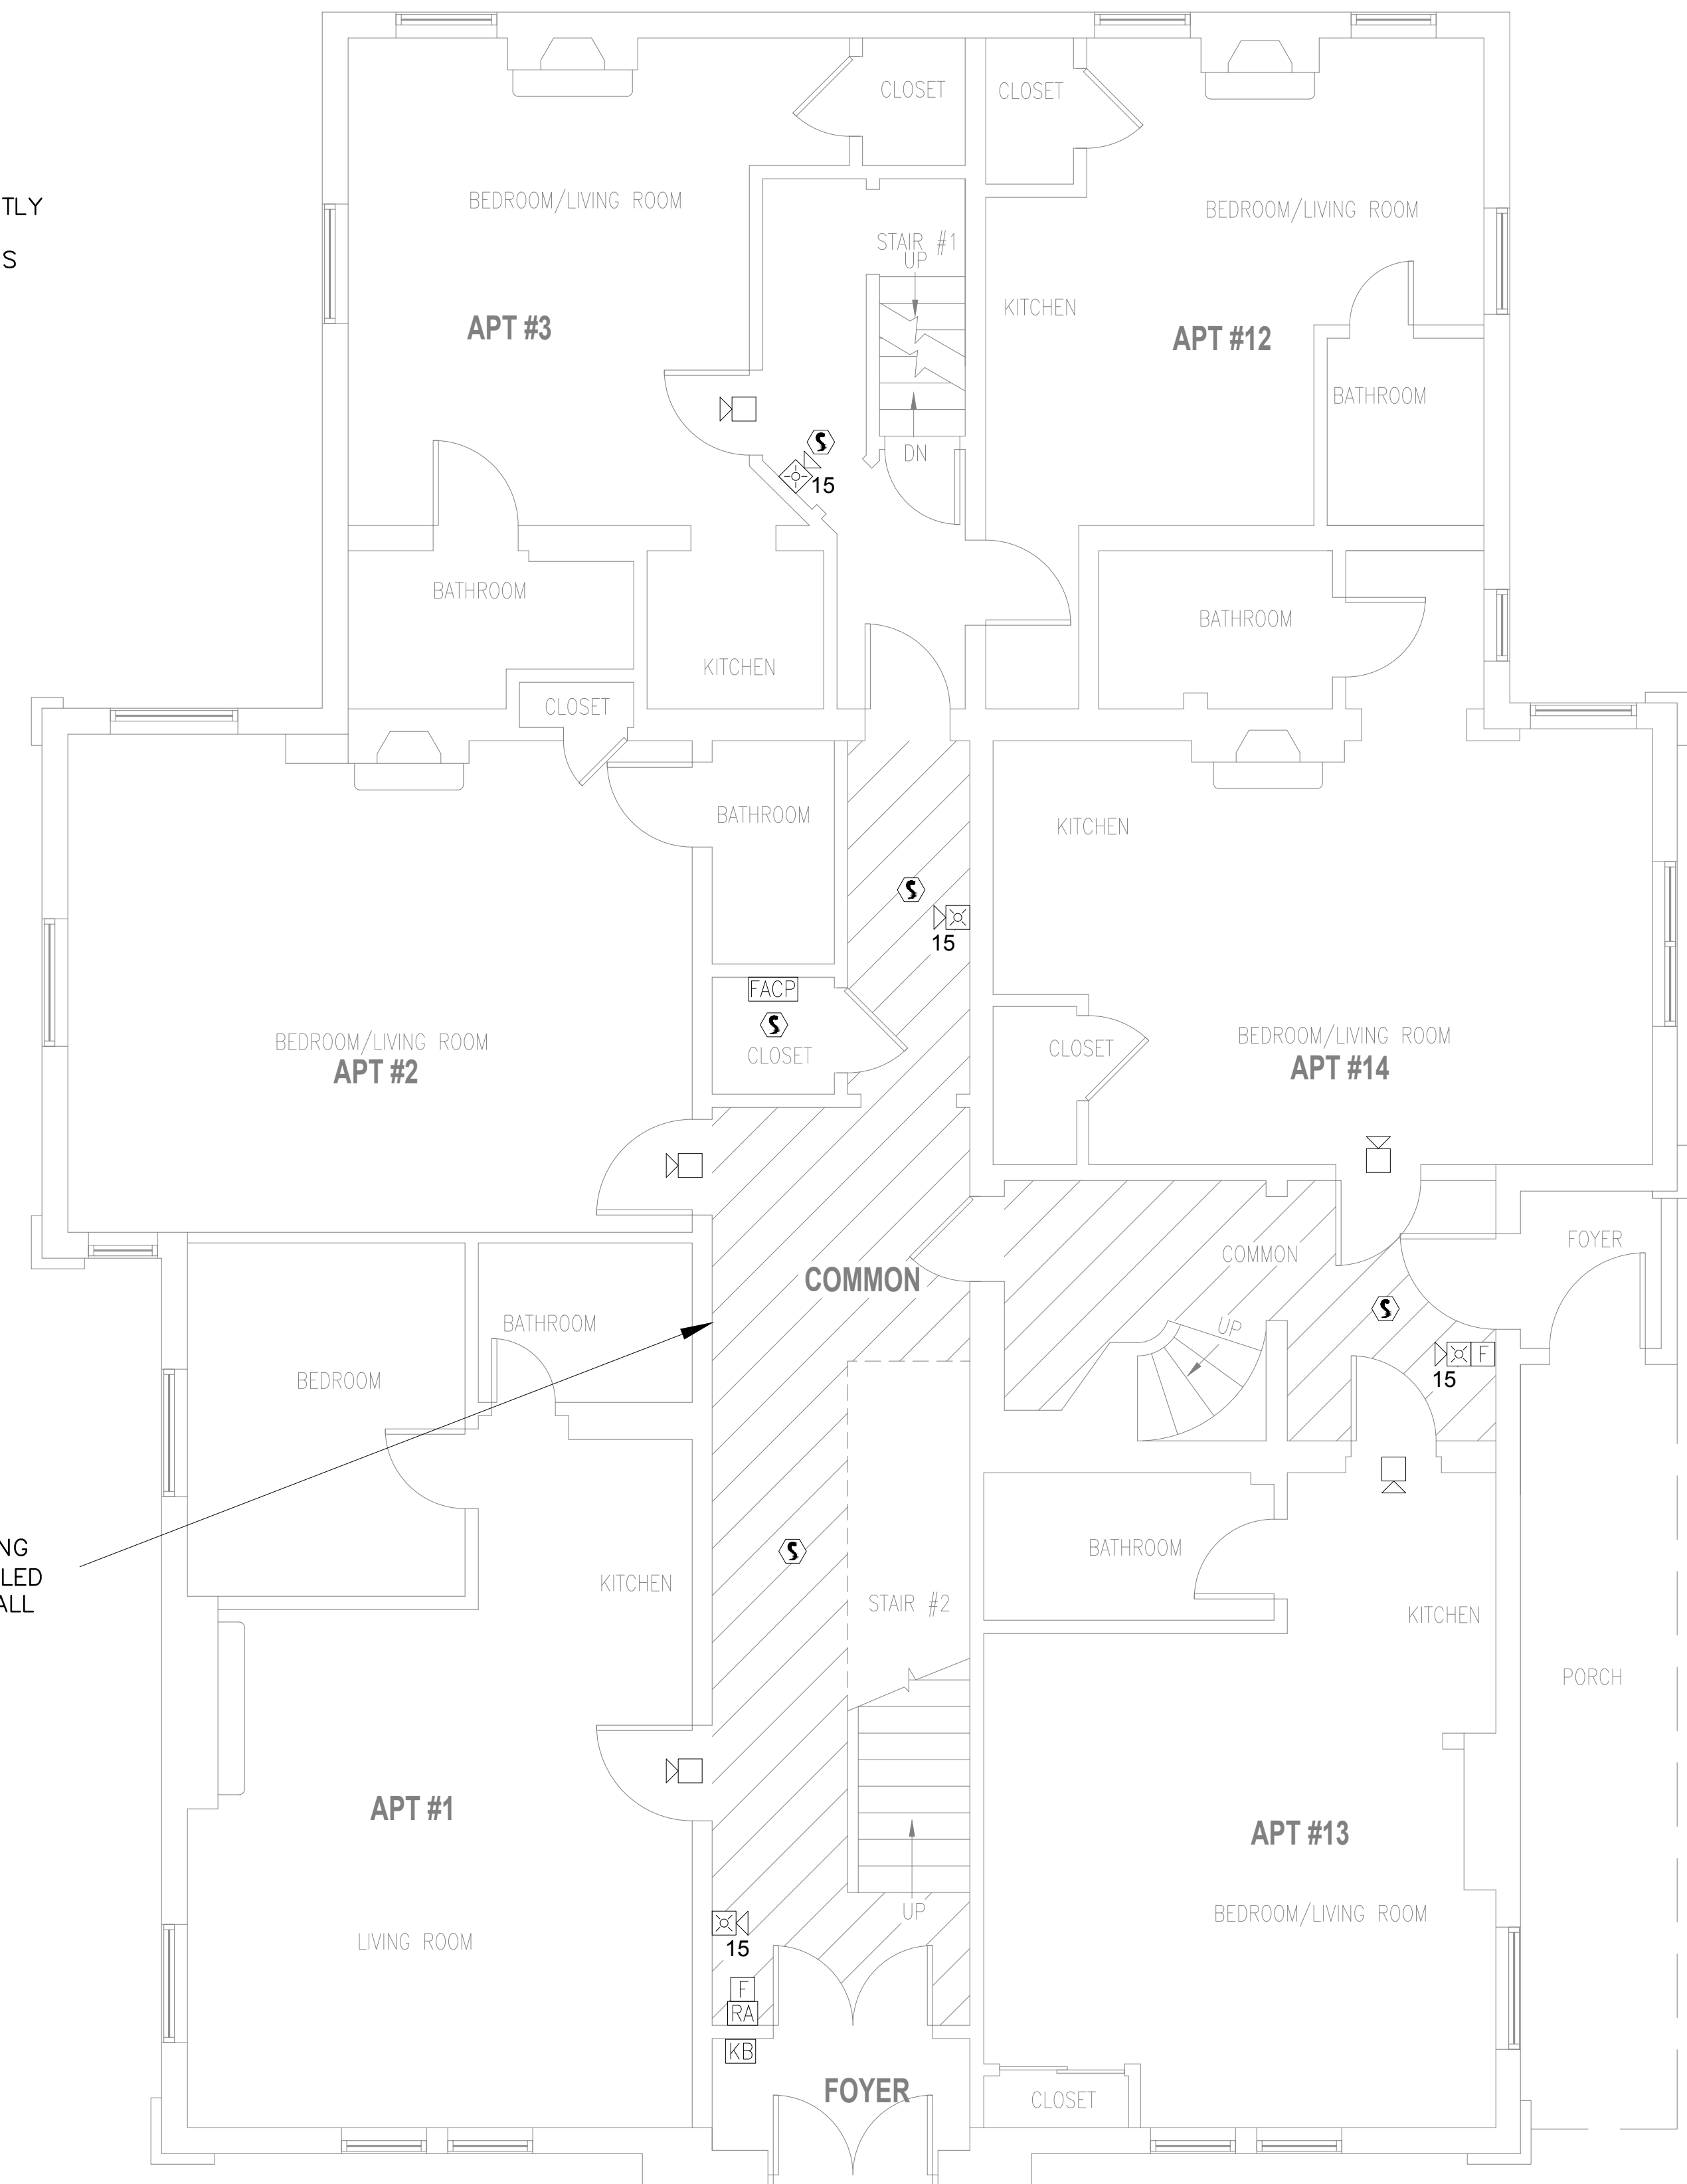 CLOSET
CLOSET
TLY
BEDROOM/LIVING ROOM
BEDROOM/LIVING ROOM
STAIR #1
UP
S
KITCHEN
APT #3
APT #12
BATHROOM
S
DN
15
BATHROOM
BATHROOM
KITCHEN
CLOSET
BATHROOM
KITCHEN
S
15
FACP
S
CLOSET
BEDROOM/LIVING ROOM
APT #2
CLOSET
BEDROOM/LIVING ROOM
APT #14
FOYER
COMMON
COMMON
S
BATHROOM
UP
F
15
BEDROOM
NG
LED
ALL
S
BATHROOM
KITCHEN
STAIR #2
KITCHEN
PORCH
APT #1
APT #13
UP
BEDROOM/LIVING ROOM
LIVING ROOM
15
F
RA
KB
FOYER
CLOSET